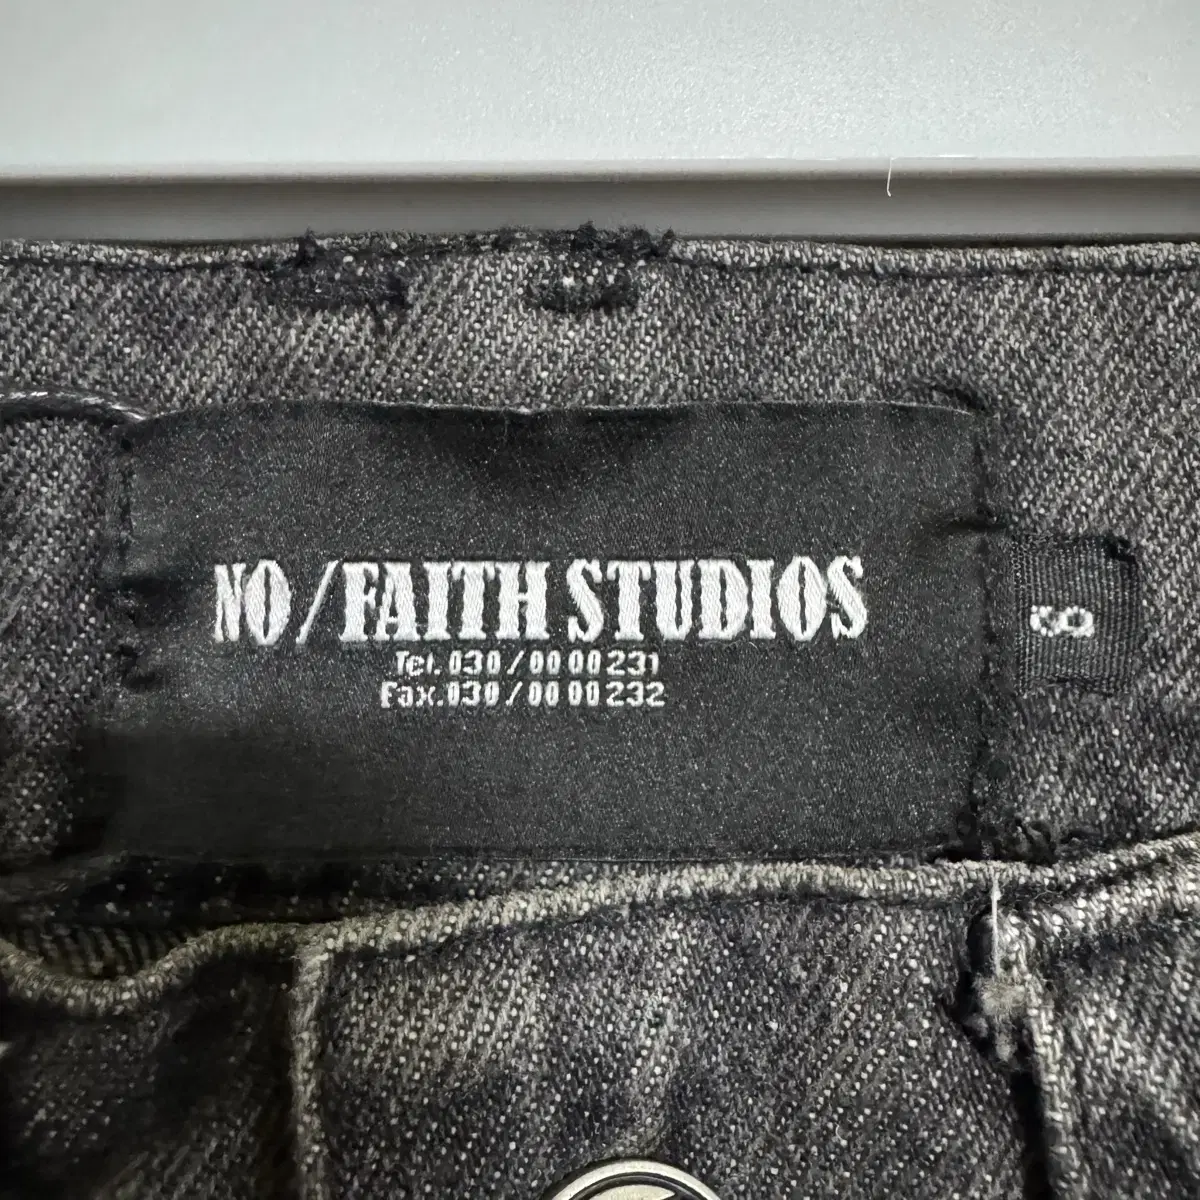 NO/FAITH STUDIOS
Tel. 030/00 00 231
Fax. 030/00 00 232